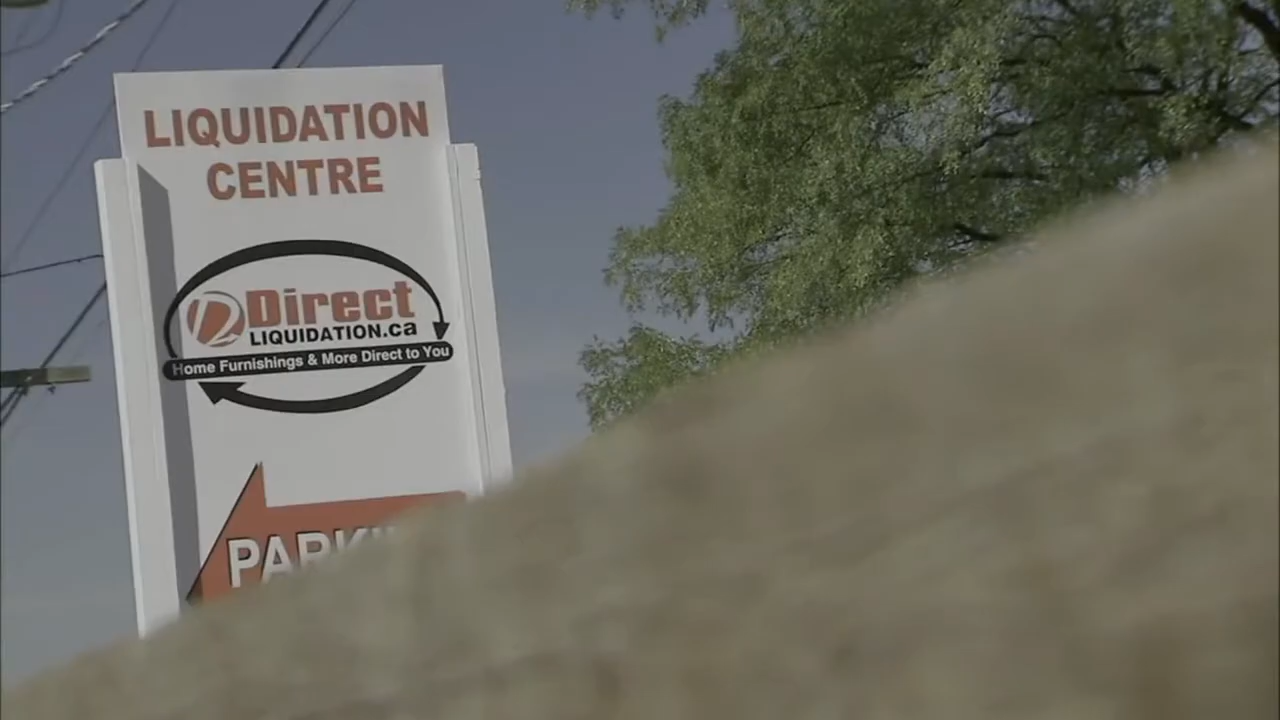 LIQUIDATION
CENTRE
Direct
LIQUIDATION.ca
Home Furnishings & More Direct to You